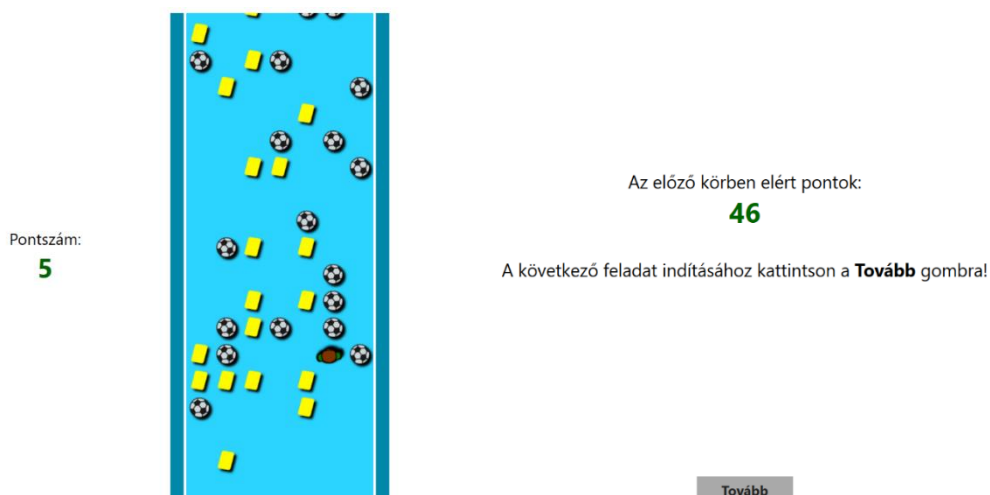 Pontszám:
5
Az előző körben elért pontok:
46
A következő feladat indításához kattintson a Tovább gombra!
Tovább